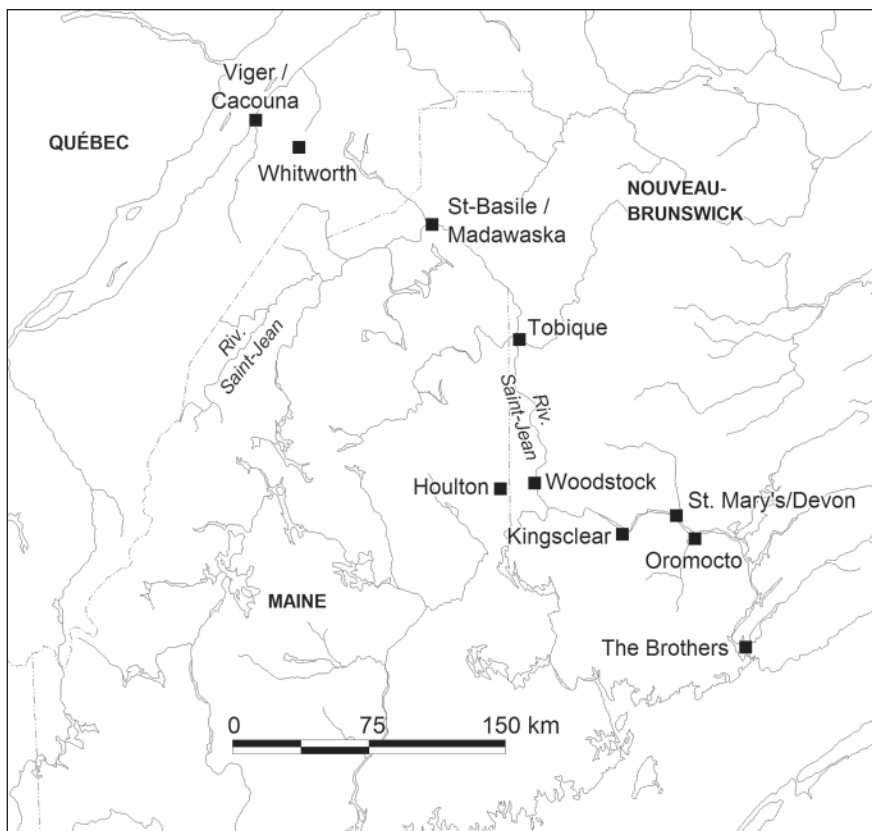 Viger /
Cacouna
QUÉBEC
Whitworth
NOUVEAU-
BRUNSWICK
St-Basile /
Madawaska
Tobique
Riv.
Saint-Jean
Riv.
Saint-Jean
Houlton
Woodstock
St. Mary's/Devon
Kingsclear
Oromocto
MAINE
The Brothers
0 75 150 km